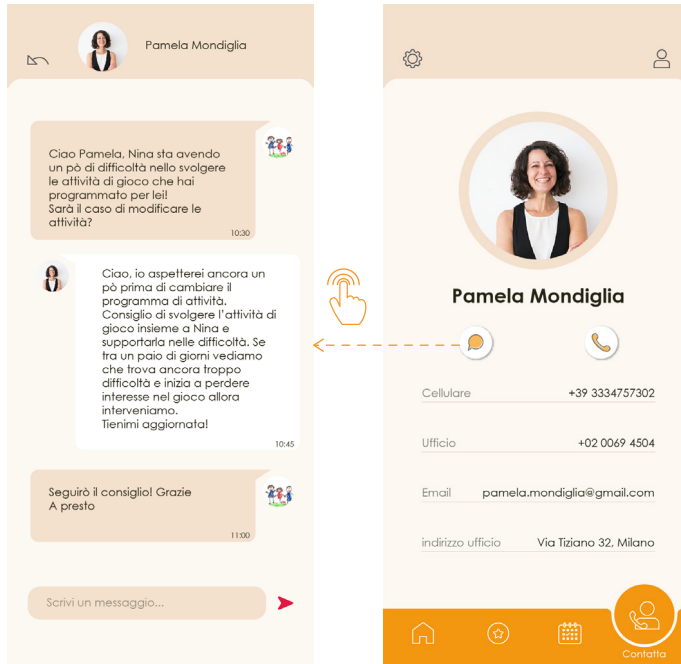 Pamela Mondiglia
Ciao Pamela, Nina sta avendo
un pò di difficoltà nello svolgere
le attività di gioco che hai
programmato per lei!
Sarà il caso di modificare le
attività?
10:30
Ciao, io aspetterei ancora un
pò prima di cambiare il
programma di attività.
Consiglio di svolgere l'attività di
gioco insieme a Nina e
supportarla nelle difficoltà. Se
tra un paio di giorni vediamo
che trova ancora troppo
difficoltà e inizia a perdere
interesse nel gioco allora
interveniamo.
Tienimi aggiornata!
10:45
Seguirò il consiglio! Grazie
A presto
11:00
Scrivi un messaggio...
Pamela Mondiglia
Cellulare +39 3334757302
Ufficio +02 0069 4504
Email pamela.mondiglia@gmail.com
indirizzo ufficio Via Tiziano 32, Milano
Contatta